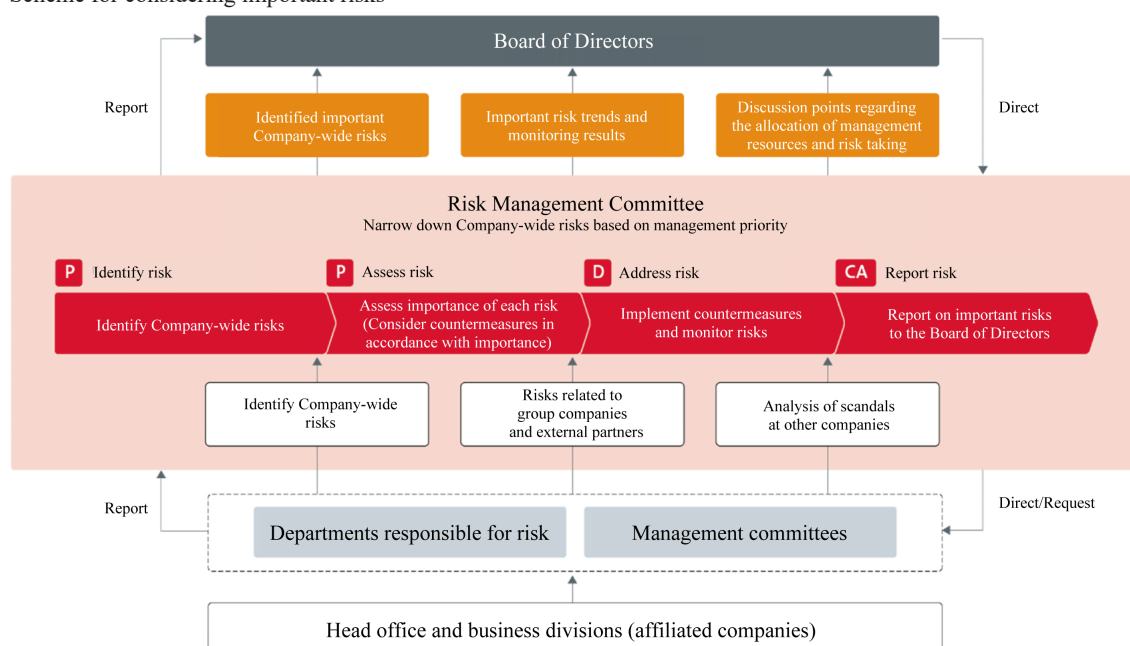 Scheme for considering important risks
Board of Directors
Report
Direct
Identified important
Company-wide risks
Important risk trends and
monitoring results
Discussion points regarding
the allocation of management
resources and risk taking
Risk Management Committee
Narrow down Company-wide risks based on management priority
P Identify risk
P Assess risk
D Address risk
CA Report risk
Identify Company-wide risks
Assess importance of each risk
(Consider countermeasures in
accordance with importance)
Implement countermeasures
and monitor risks
Report on important risks
to the Board of Directors
Identify Company-wide
risks
Risks related to
group companies
and external partners
Analysis of scandals
at other companies
Report
Direct/Request
Departments responsible for risk
Management committees
Head office and business divisions (affiliated companies)